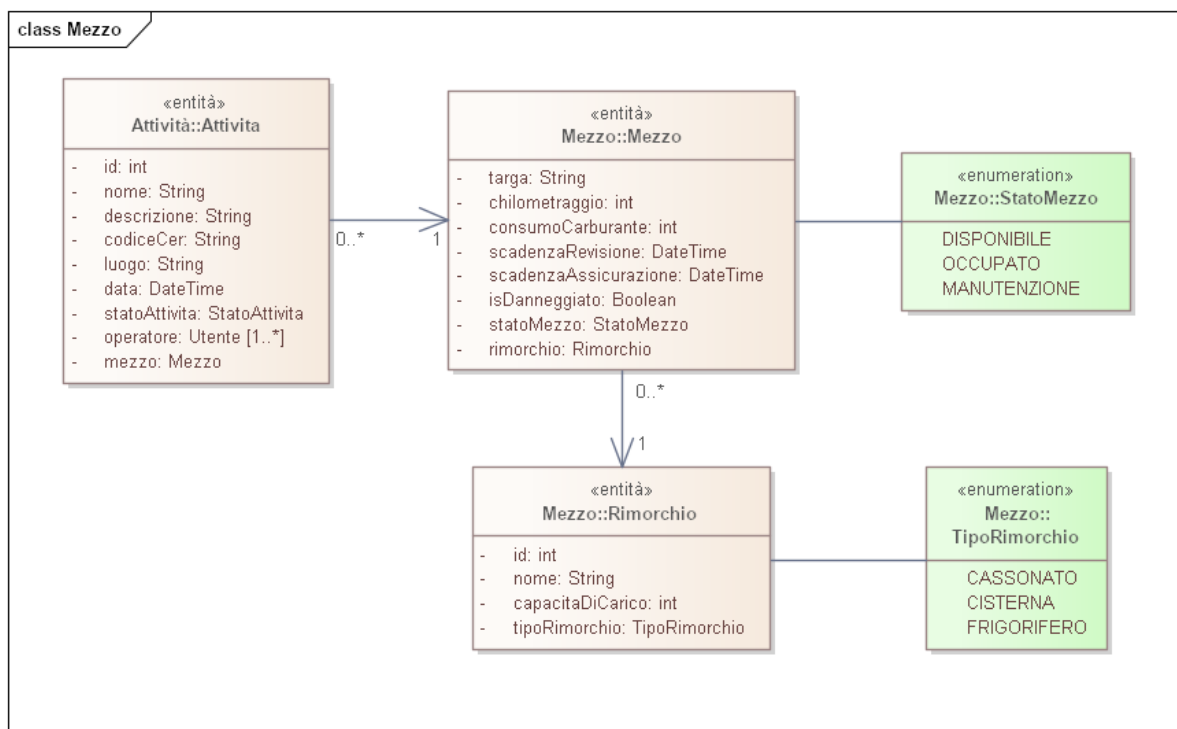 class Mezzo
«entità»
Attività::Attivita
- id: int
- nome: String
- descrizione: String
- codiceCer: String
- luogo: String
- data: DateTime
- statoAttivita: StatoAttivita
- operatore: Utente [1..*]
- mezzo: Mezzo
0..*
1
«entità»
Mezzo::Mezzo
- targa: String
- chilometraggio: int
- consumoCarburante: int
- scadenzaRevisione: DateTime
- scadenzaAssicurazione: DateTime
- isDanneggiato: Boolean
- statoMezzo: StatoMezzo
- rimorchio: Rimorchio
«enumeration»
Mezzo::StatoMezzo
DISPONIBILE
OCCUPATO
MANUTENZIONE
0..*
1
«entità»
Mezzo::Rimorchio
- id: int
- nome: String
- capacitaDiCarico: int
- tipoRimorchio: TipoRimorchio
«enumeration»
Mezzo::
TipoRimorchio
CASSONATO
CISTERNA
FRIGORIFERO